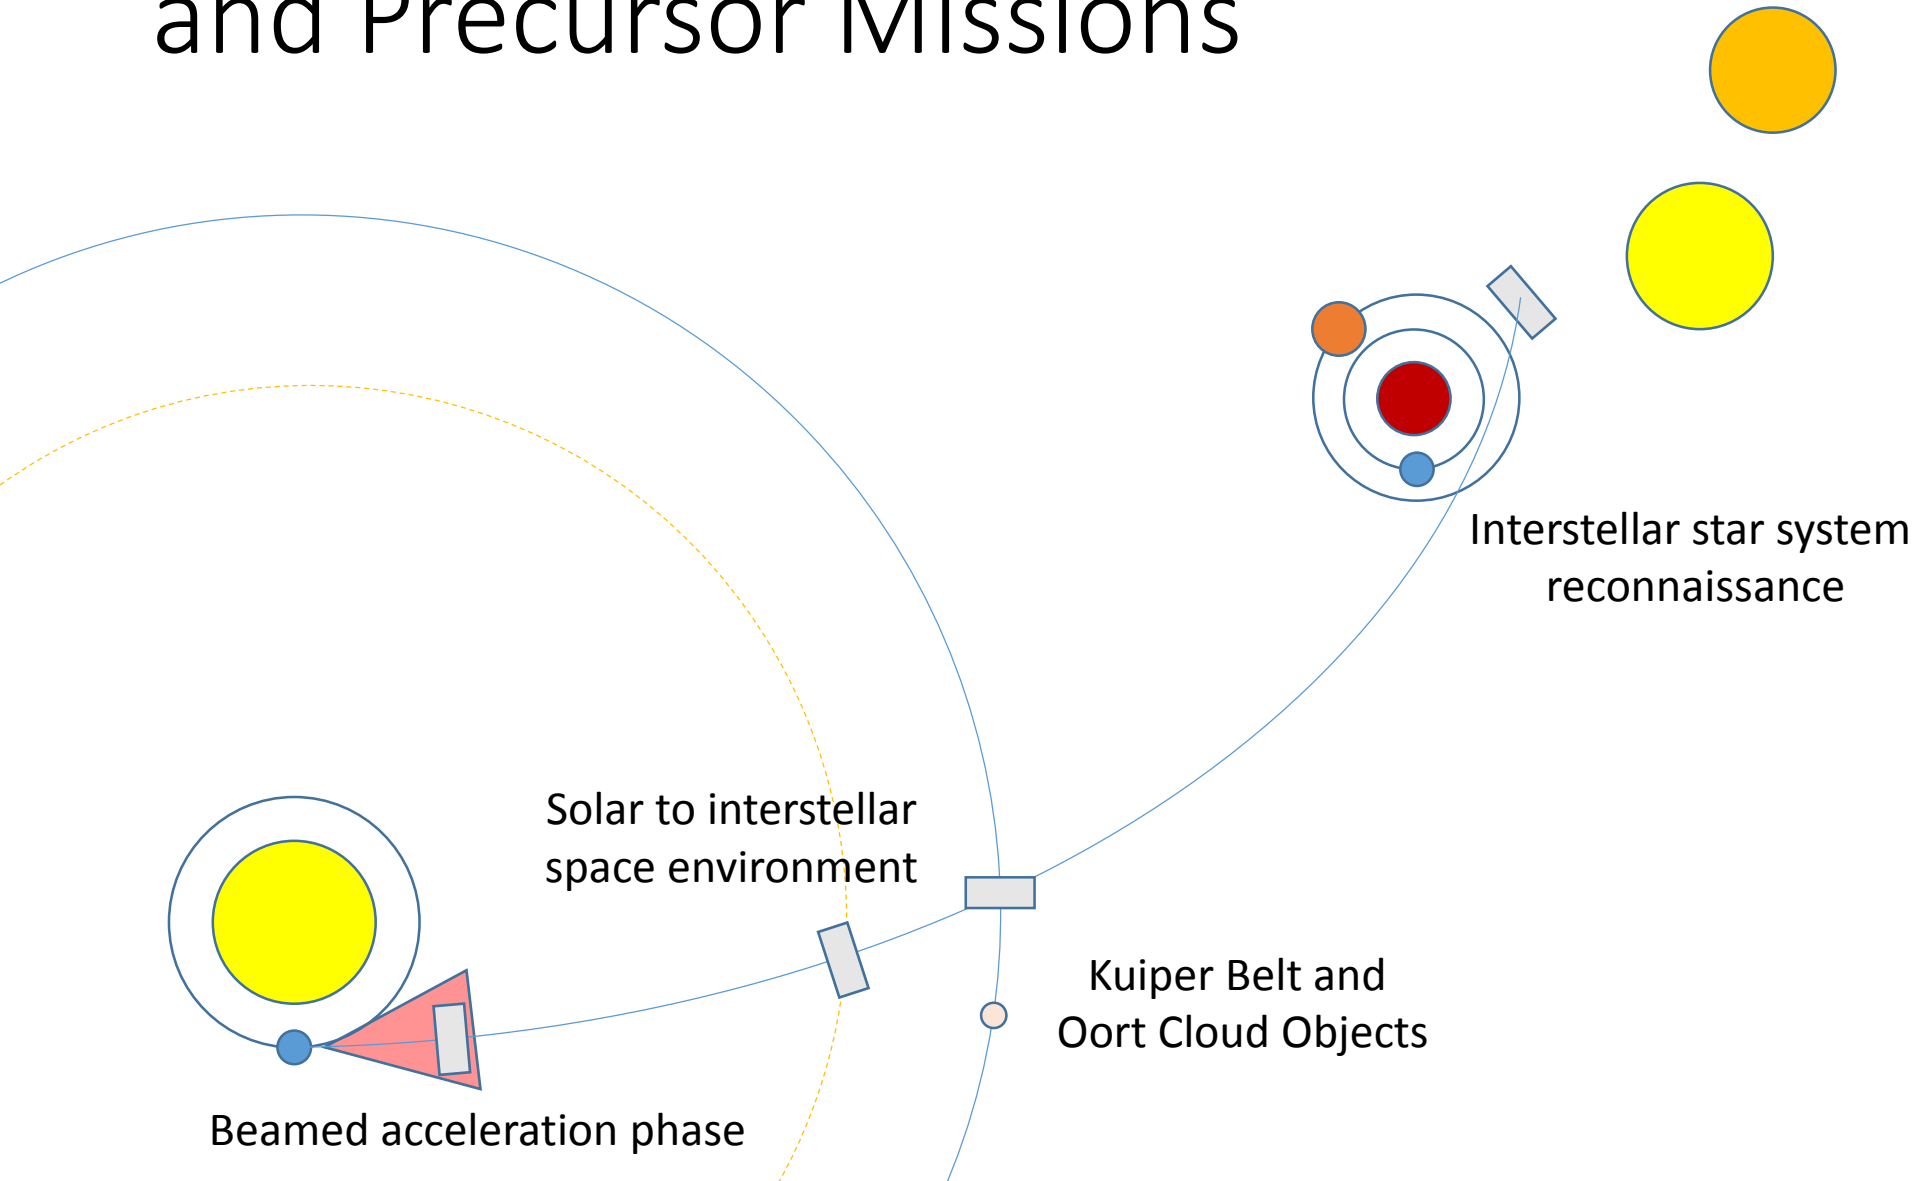 and Precursor Missions
Interstellar star system
reconnaissance
Solar to interstellar
space environment
Kuiper Belt and
Oort Cloud Objects
Beamed acceleration phase